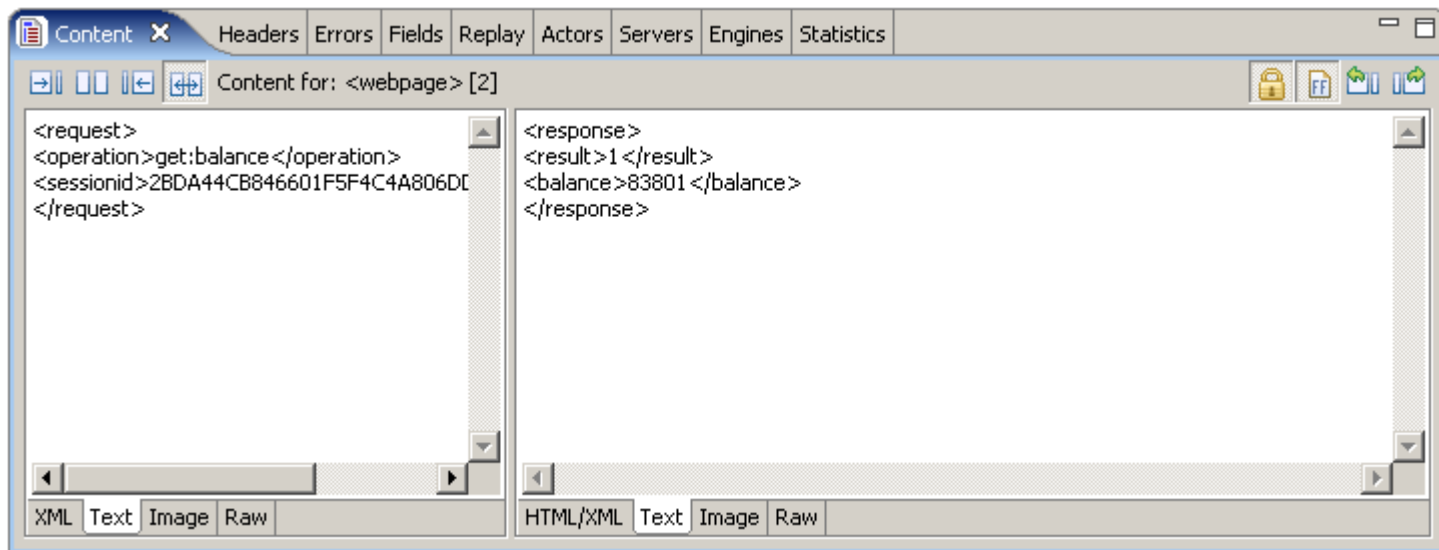 Content Headers Errors Fields Replay Actors Servers Engines Statistics
Content for: <webpage> [2]
FF
<request>
<operation>get:balance</operation>
<sessionid>2BDA44CB846601F5F4C4A806DD
</request>
<response>
<result>1</result>
<balance>83801</balance>
</response>
XML Text Image Raw
HTML/XML Text Image Raw